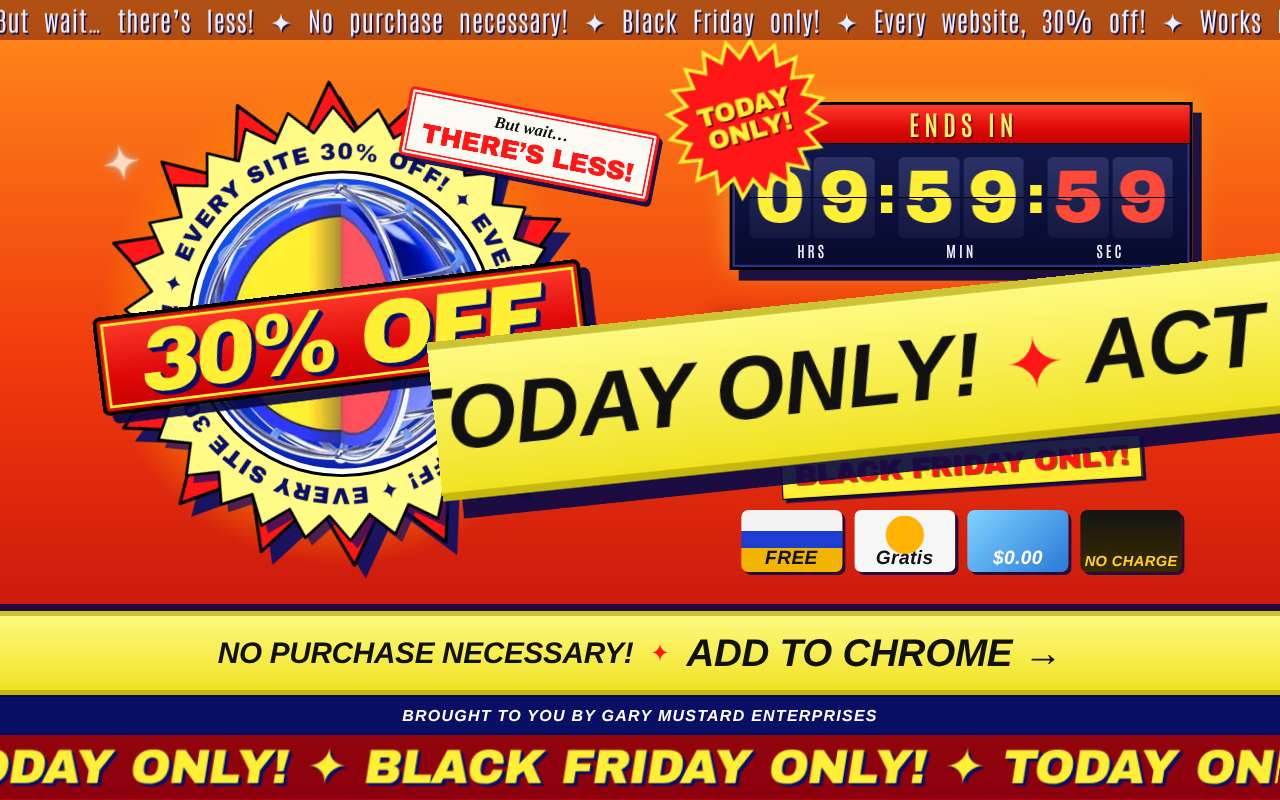 But wait… there’s less! ✦ No purchase necessary! ✦ Black Friday only! ✦ Every website, 30% off! ✦ Works
EVERY SITE 30% OFF! ✦ EVE
But wait…
THERE’S LESS!
TODAY
ONLY!
ENDS IN
09:59:59
HRS MIN SEC
30% OFF
TODAY ONLY! ✦ ACT
EVERY SITE 3
BLACK FRIDAY ONLY!
FREE
Gratis
$0.00
NO CHARGE
NO PURCHASE NECESSARY! ✦ ADD TO CHROME →
BROUGHT TO YOU BY GARY MUSTARD ENTERPRISES
ODAY ONLY! ✦ BLACK FRIDAY ONLY! ✦ TODAY ON